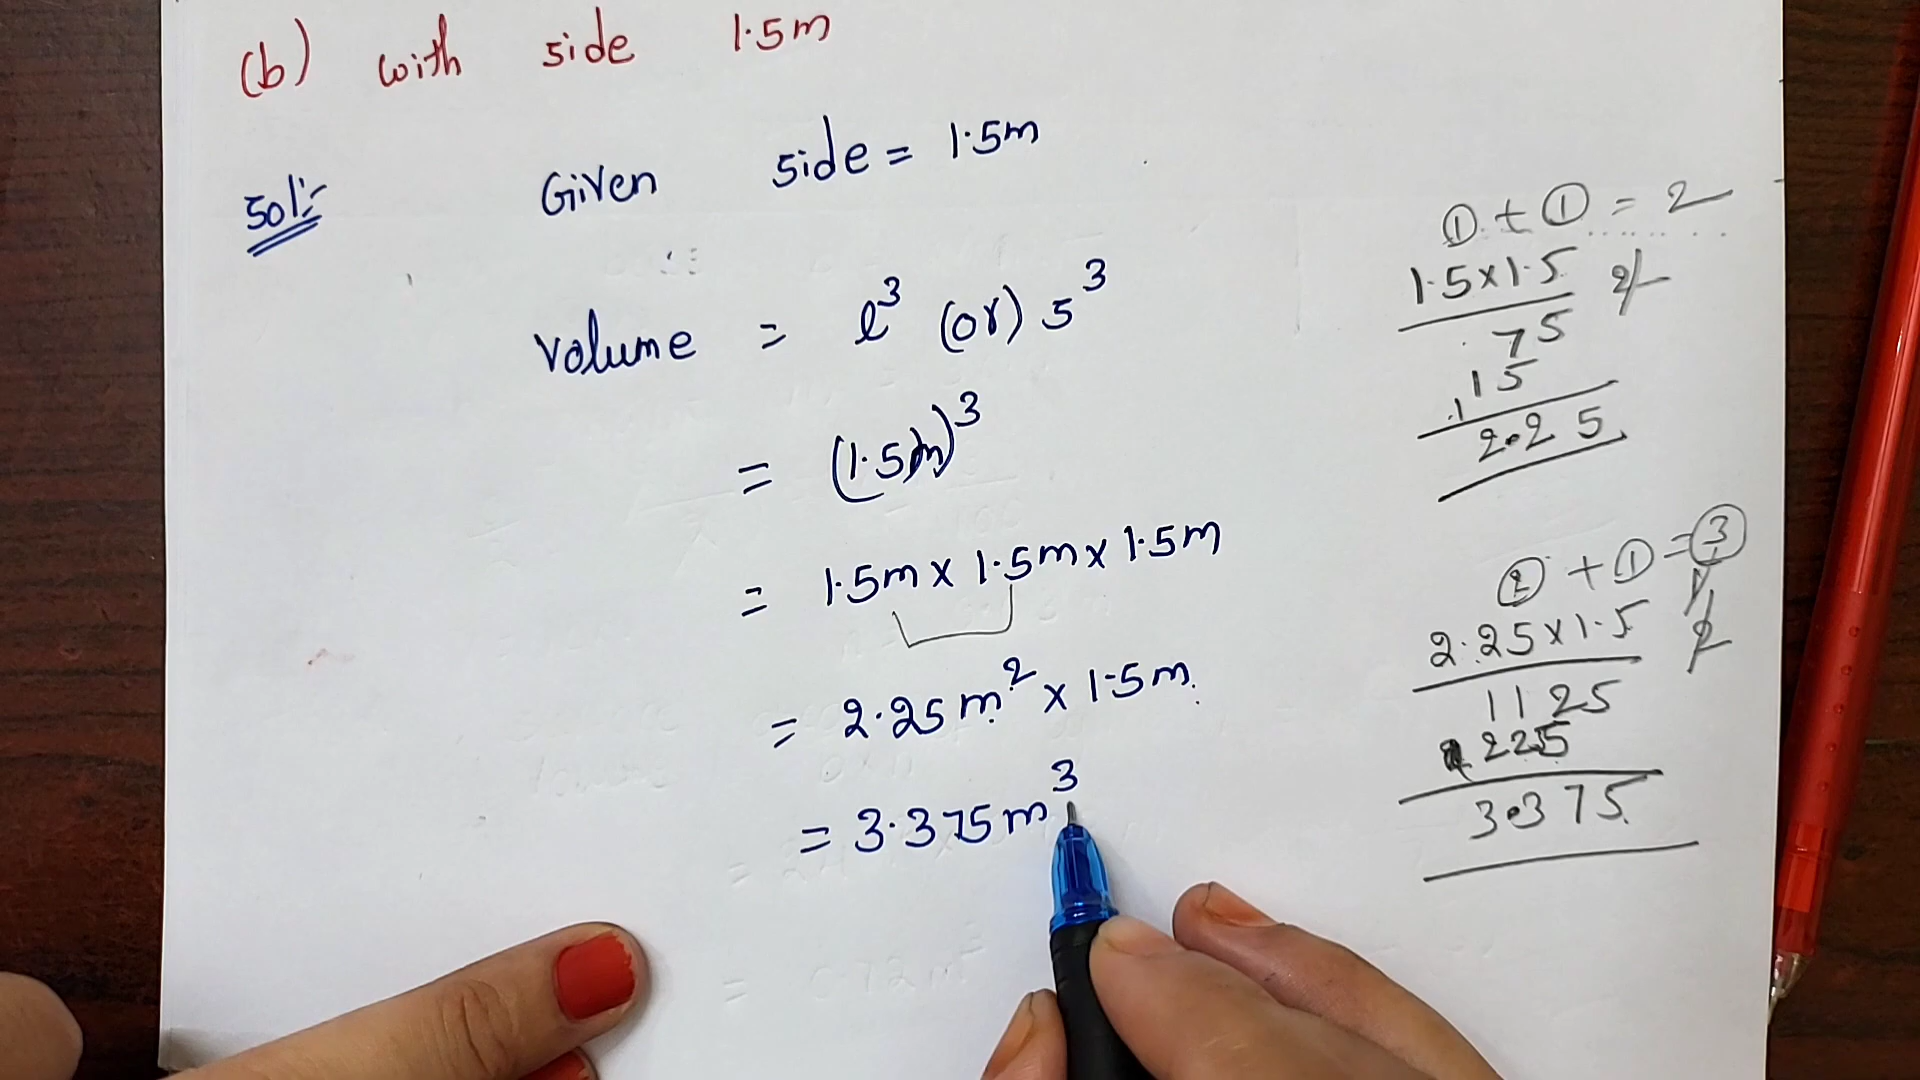 (b) with side 1.5m
Sol:- Given side = 1.5m
Volume = l³ (or) s³
= (1.5m)³
= 1.5m x 1.5m x 1.5m
= 2.25m² x 1.5m
= 3.375m³
① + ① = 2
1.5x1.5
75
15
2.25
② + ① = ③
2.25x1.5
1125
225
3.375